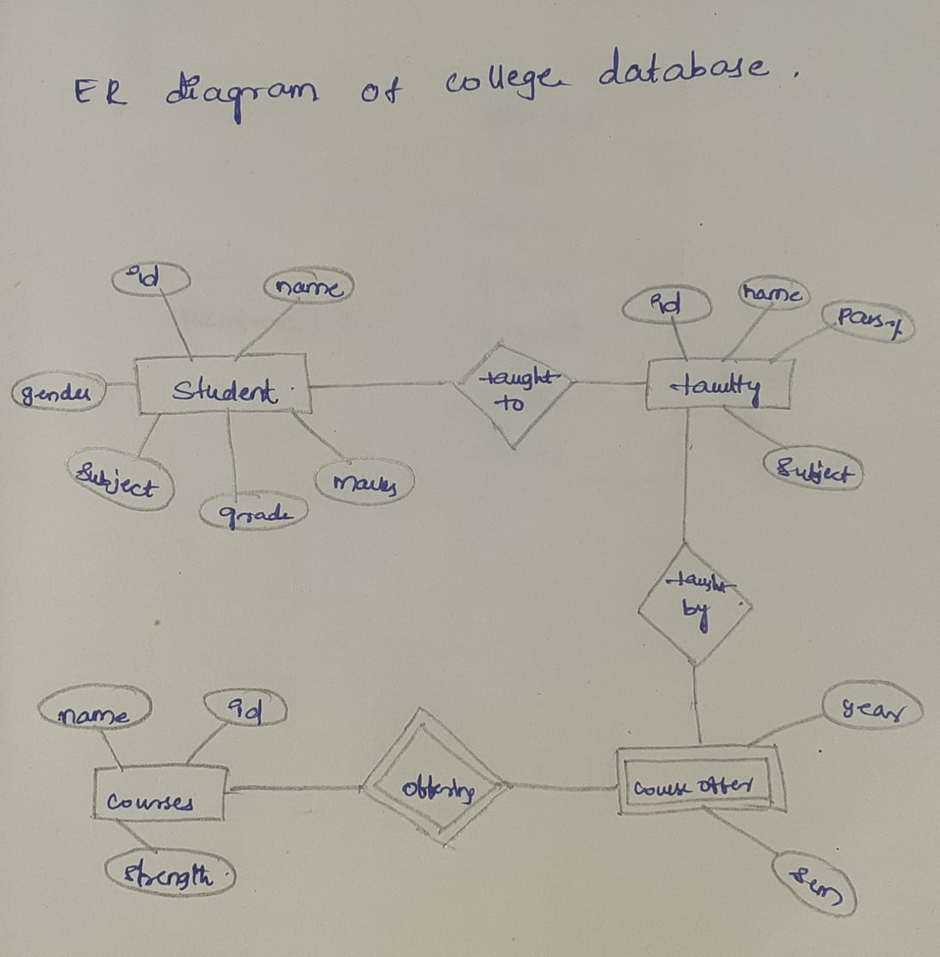 ER diagram of college database.
id
name
id
name
gender
Student
taught
to
faulty
Subject
grade
marks
Subject
taught
by
name
id
year
courses
offering
course offer
strength
sem